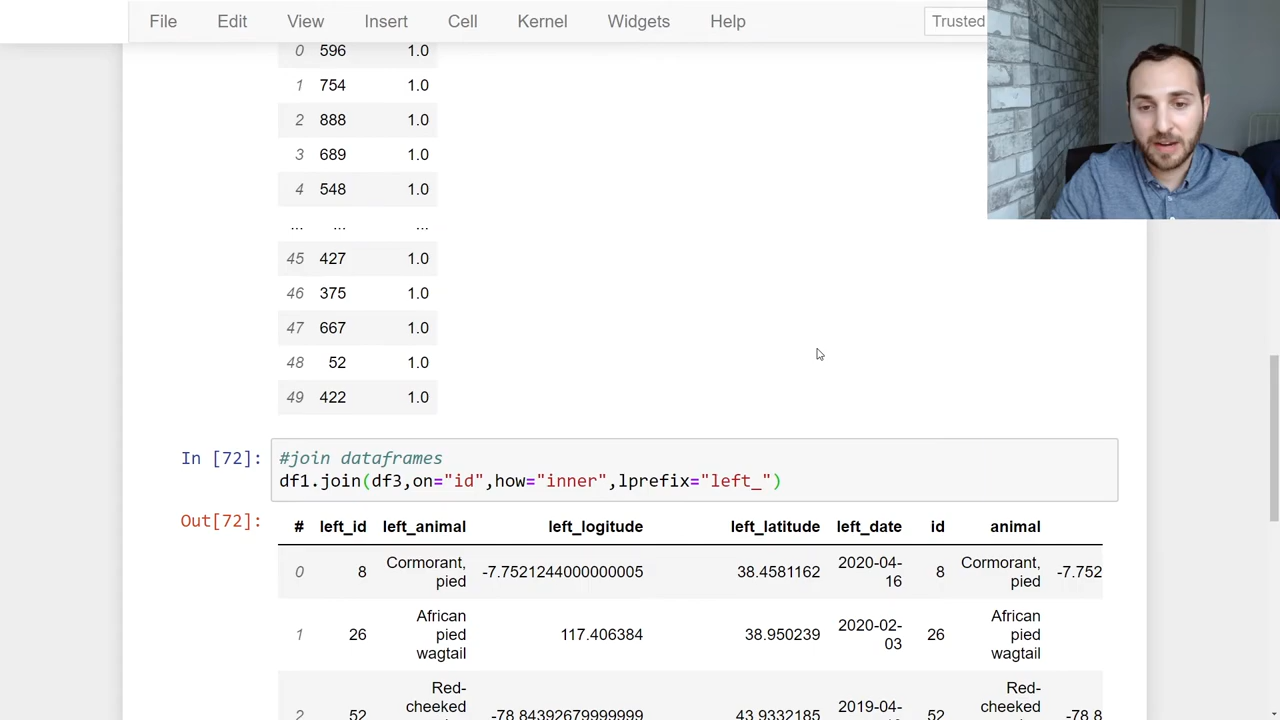 File Edit View Insert Cell Kernel Widgets Help Trusted
0 596 1.0
1 754 1.0
2 888 1.0
3 689 1.0
4 548 1.0
... ... ...
45 427 1.0
46 375 1.0
47 667 1.0
48 52 1.0
49 422 1.0
In [72]: #join dataframes
df1.join(df3,on="id",how="inner",lprefix="left_")
Out[72]:
# left_id left_animal left_logitude left_latitude left_date id animal
0 8 Cormorant, pied -7.7521244000000005 38.4581162 2020-04-16 8 Cormorant, pied -7.752
1 26 African pied wagtail 117.406384 38.950239 2020-02-03 26 African pied wagtail
2 52 Red-cheeked -78.84392679999999 43.9332185 2019-04- 52 Red-cheeked -78.8